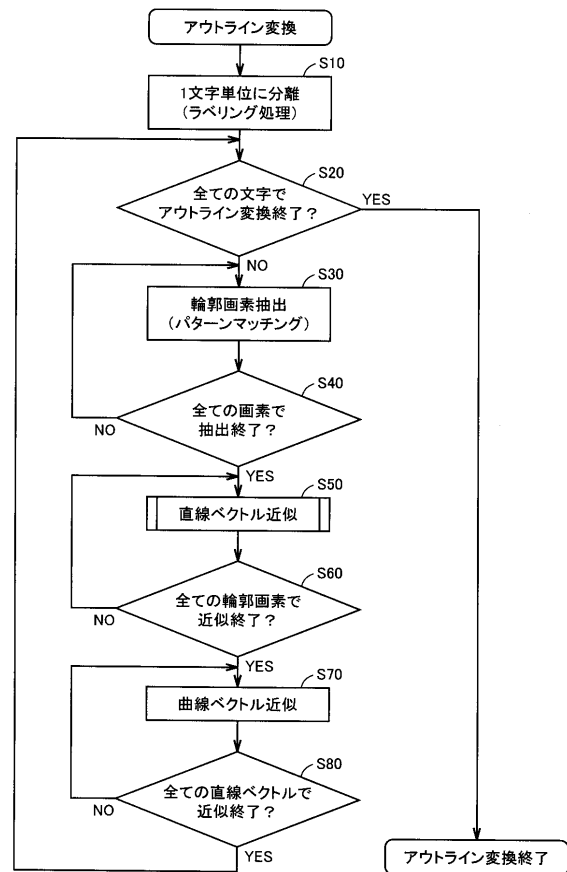 アウトライン変換
S10
1文字単位に分離
(ラベリング処理)
S20
全ての文字で
アウトライン変換終了?
YES
NO
S30
輪郭画素抽出
(パターンマッチング)
S40
全ての画素で
抽出終了?
NO
YES
S50
直線ベクトル近似
S60
全ての輪郭画素で
近似終了?
NO
YES
S70
曲線ベクトル近似
S80
全ての直線ベクトルで
近似終了?
NO
YES
アウトライン変換終了